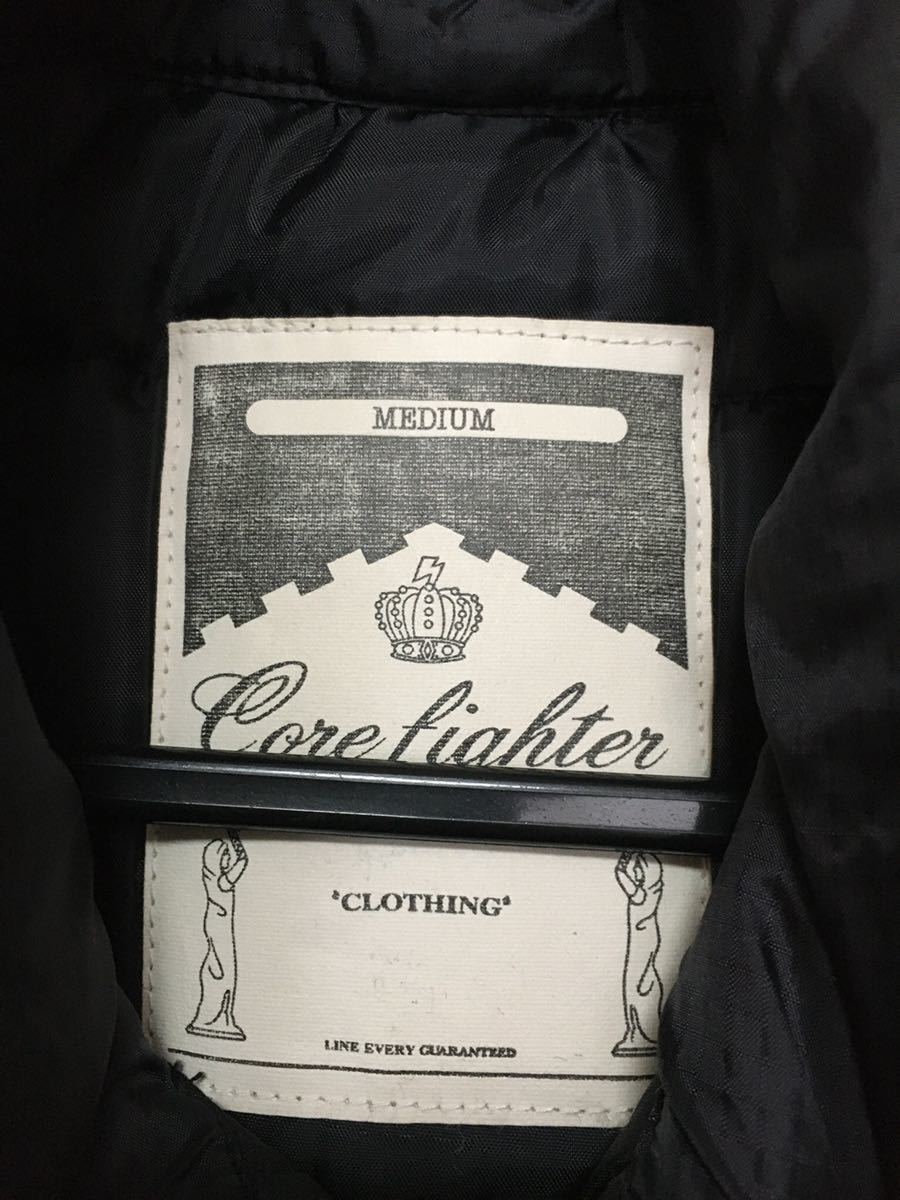 MEDIUM
Core fighter
"CLOTHING"
LINE EVERY GUARANTEED